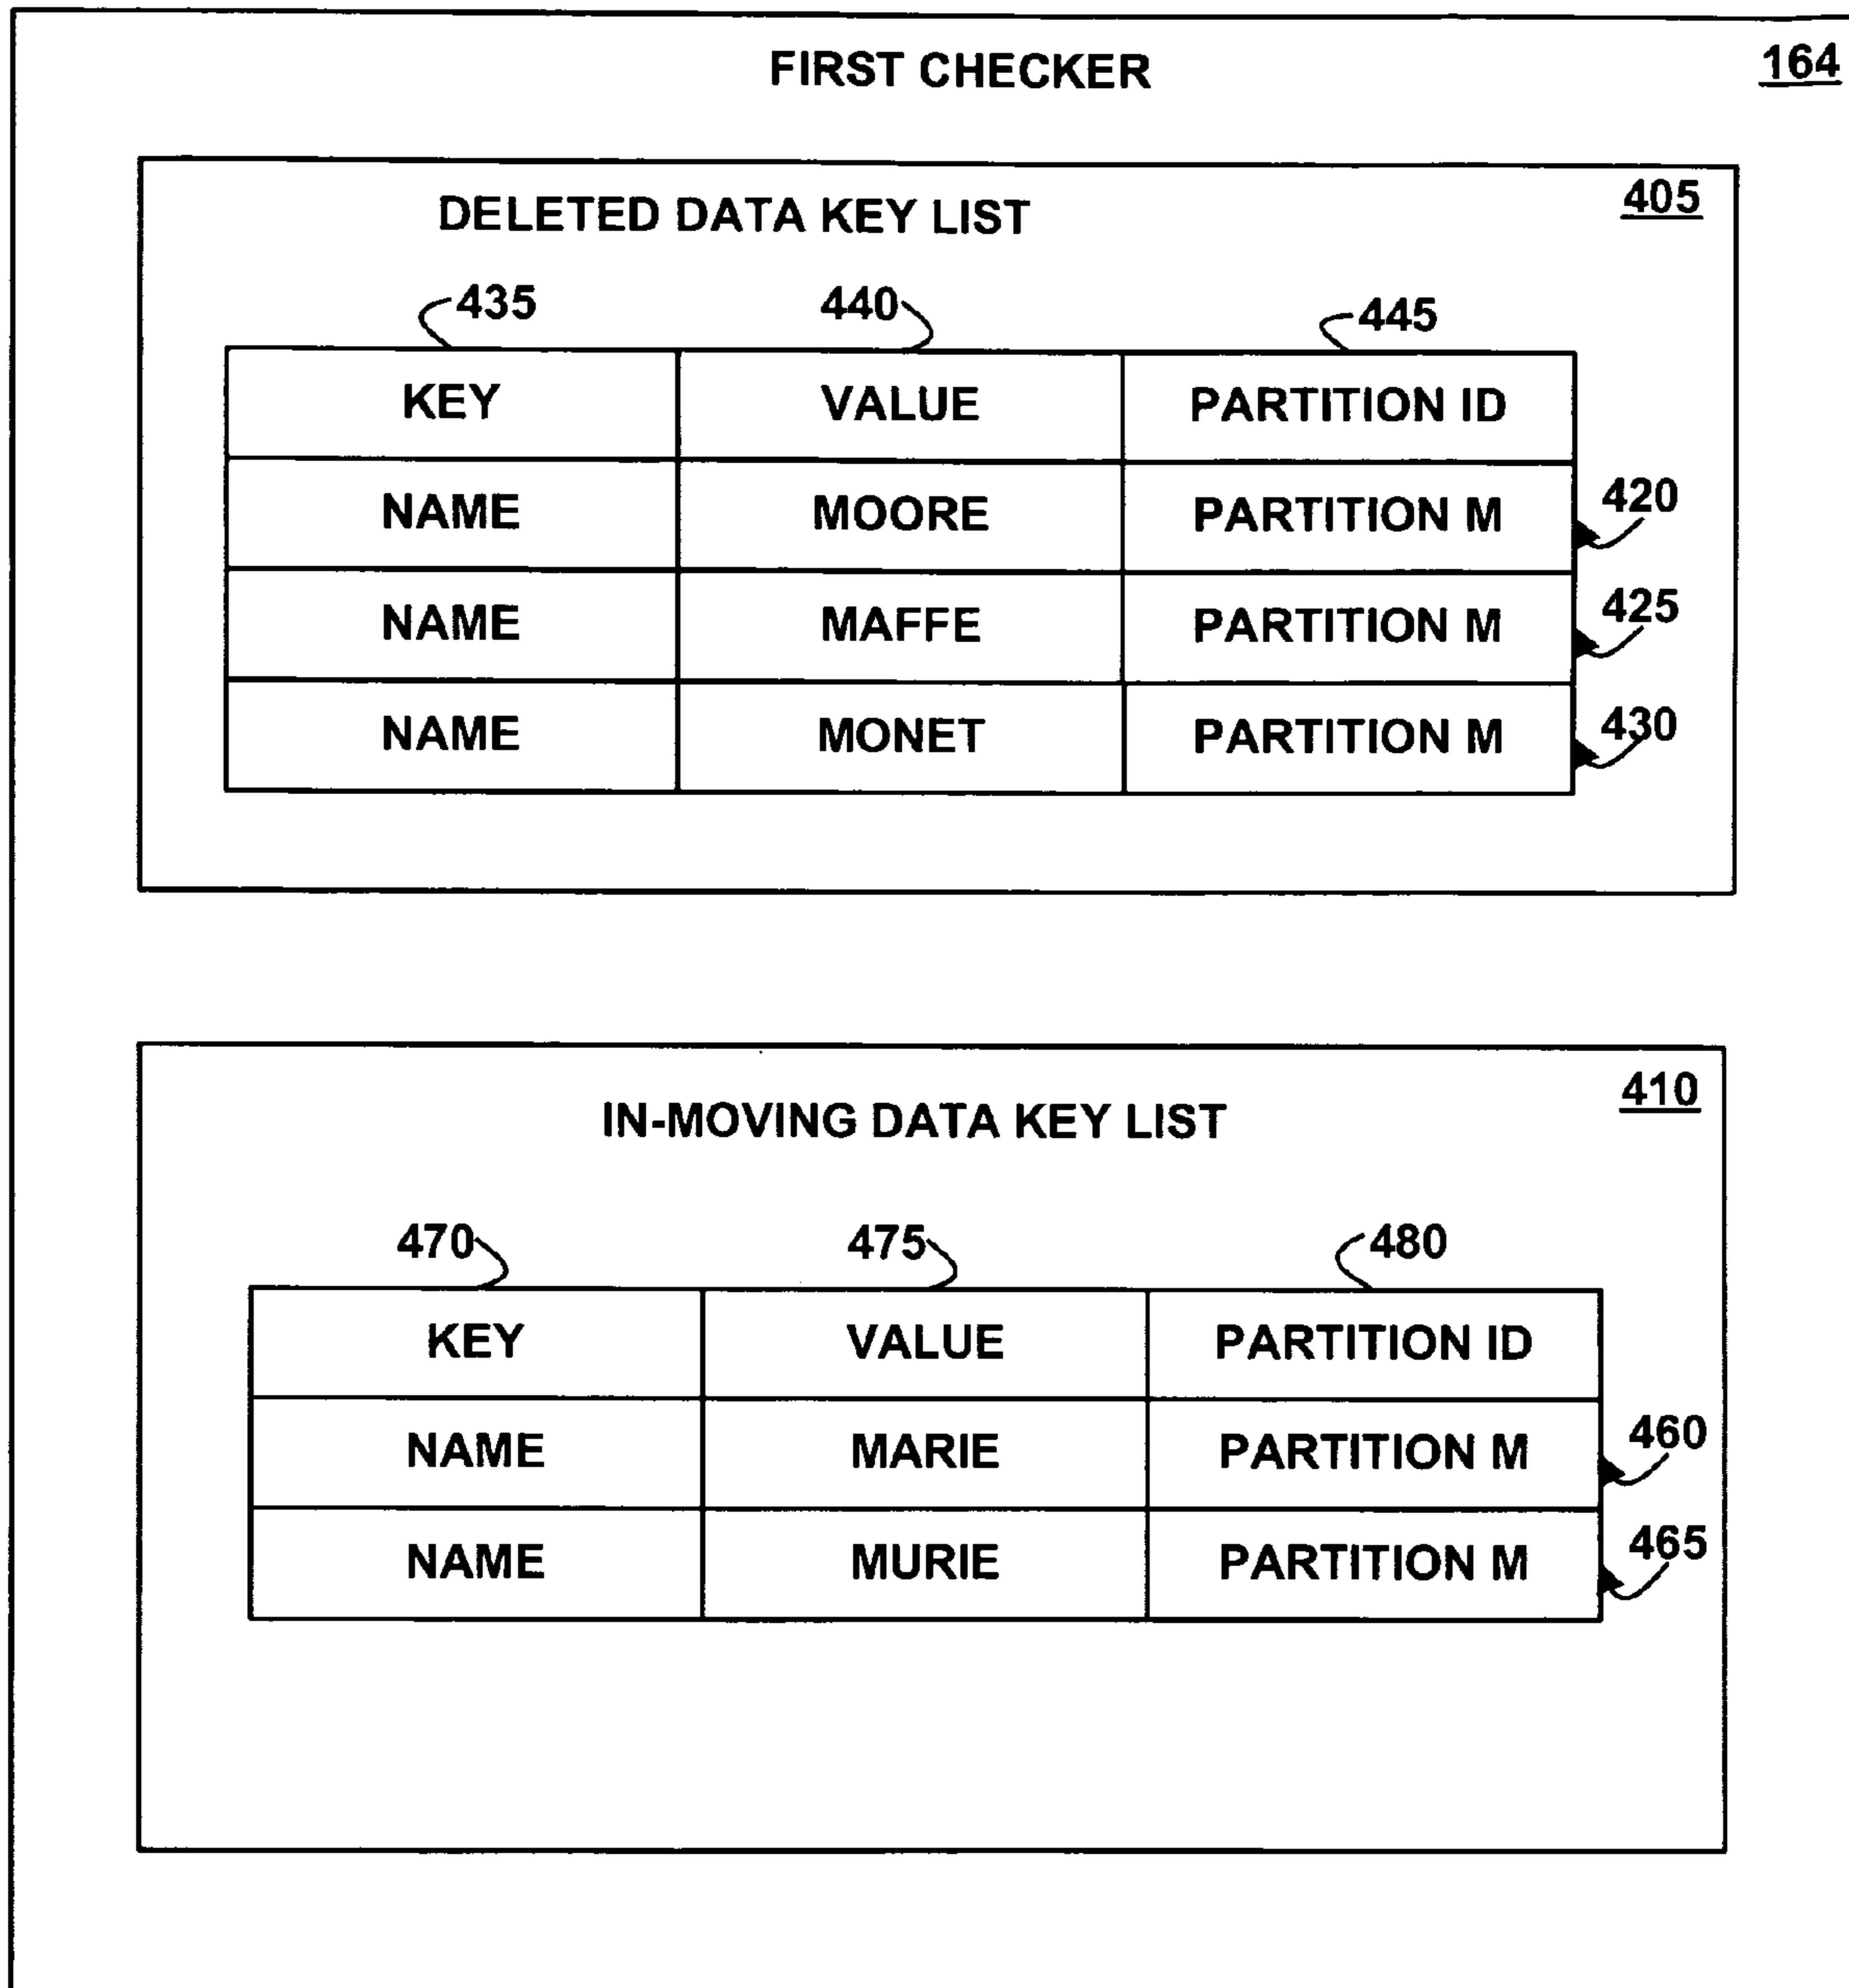 FIRST CHECKER 164
DELETED DATA KEY LIST 405
435 440 445
KEY VALUE PARTITION ID
NAME MOORE PARTITION M 420
NAME MAFFE PARTITION M 425
NAME MONET PARTITION M 430
IN-MOVING DATA KEY LIST 410
470 475 480
KEY VALUE PARTITION ID
NAME MARIE PARTITION M 460
NAME MURIE PARTITION M 465